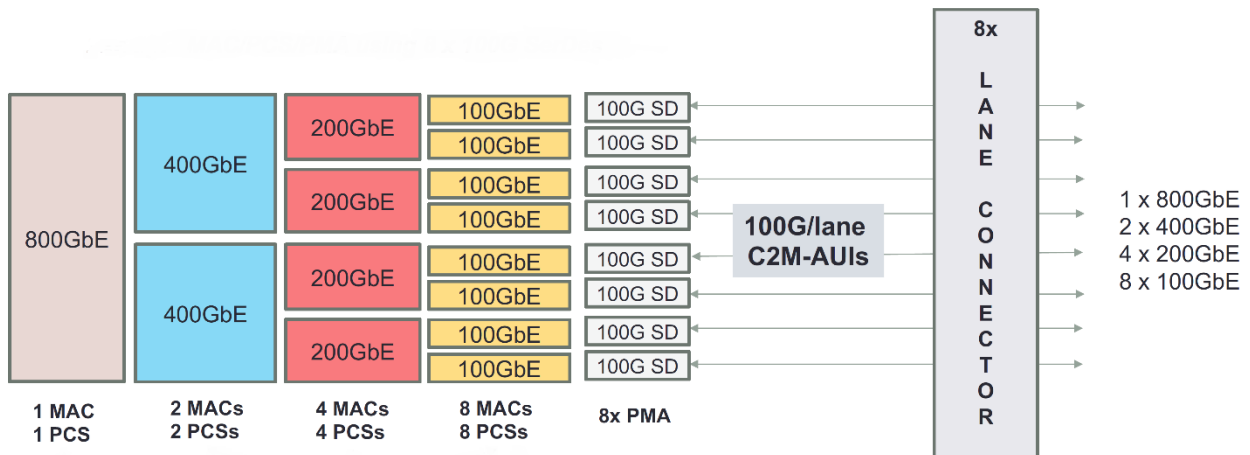 800GbE
400GbE
400GbE
200GbE
200GbE
200GbE
200GbE
100GbE
100GbE
100GbE
100GbE
100GbE
100GbE
100GbE
100GbE
100G SD
100G SD
100G SD
100G SD
100G SD
100G SD
100G SD
100G SD
1 MAC
1 PCS
2 MACs
2 PCSs
4 MACs
4 PCSs
8 MACs
8 PCSs
8x PMA
100G/lane
C2M-AUIs
8x
LANE
CONNECTOR
1 x 800GbE
2 x 400GbE
4 x 200GbE
8 x 100GbE